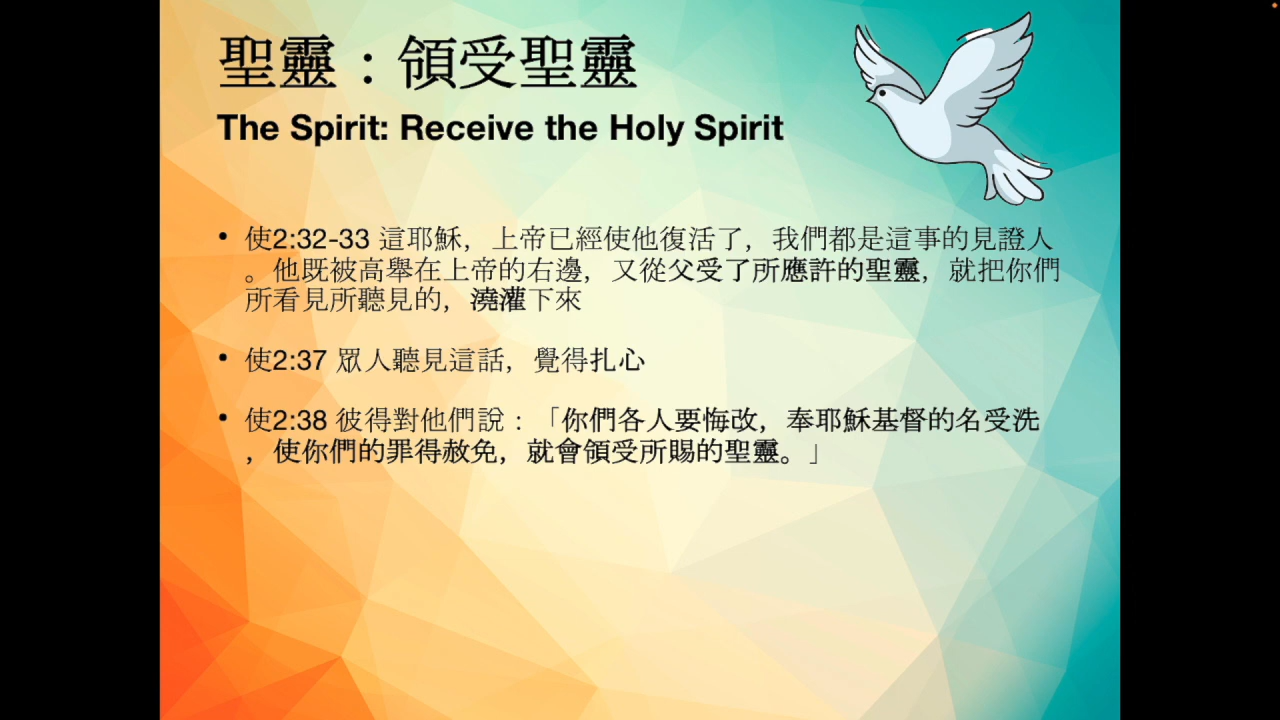 聖靈：領受聖靈
The Spirit: Receive the Holy Spirit
• 使2:32-33 這耶穌，上帝已經使他復活了，我們都是這事的見證人
。他既被高舉在上帝的右邊，又從父受了所應許的聖靈，就把你們
所看見所聽見的，澆灌下來
• 使2:37 眾人聽見這話，覺得扎心
• 使2:38 彼得對他們說：「你們各人要悔改，奉耶穌基督的名受洗
，使你們的罪得赦免，就會領受所賜的聖靈。」